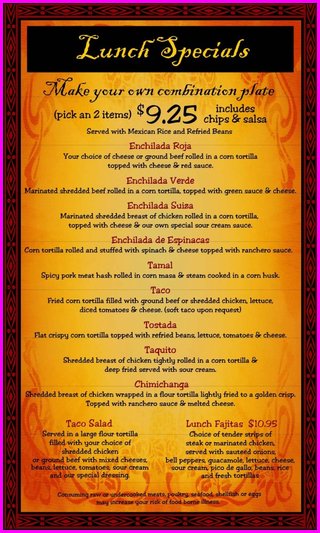 Lunch Specials
Make your own combination plate
(pick an 2 items) $9.25 includes chips & salsa
Served with Mexican Rice and Refried Beans
Enchilada Roja
Your choice of cheese or ground beef rolled in a corn tortilla
topped with cheese & red sauce.
Enchilada Verde
Marinated shredded beef rolled in a corn tortilla, topped with green sauce & cheese.
Enchilada Suiza
Marinated shredded breast of chicken rolled in a corn tortilla,
topped with cheese & our own special sour cream sauce.
Enchilada de Espinacas
Corn tortilla rolled and stuffed with spinach & cheese topped with ranchero sauce.
Tamal
Spicy pork meat hash rolled in corn masa & steam cooked in a corn husk.
Taco
Fried corn tortilla filled with ground beef or shredded chicken, lettuce,
diced tomatoes & cheese. (soft taco upon request)
Tostada
Flat crispy corn tortilla topped with refried beans, lettuce, tomatoes & cheese.
Taquito
Shredded breast of chicken tightly rolled in a corn tortilla &
deep fried served with sour cream.
Chimichanga
Shredded breast of chicken wrapped in a flour tortilla lightly fried to a golden crisp.
Topped with ranchero sauce & melted cheese.
Taco Salad
Served in a large flour tortilla
filled with your choice of
shredded chicken
or ground beef with mixed cheeses,
beans, lettuce, tomatoes, sour cream
and our special dressing.
Lunch Fajitas $10.95
Choice of tender strips of
steak or marinated chicken,
served with sauteed onions,
bell peppers, guacamole, lettuce, cheese,
sour cream, pico de gallo, beans, rice
and fresh tortillas
Consuming raw or undercooked meats, poultry, seafood, shellfish or eggs
may increase your risk of food borne illness.